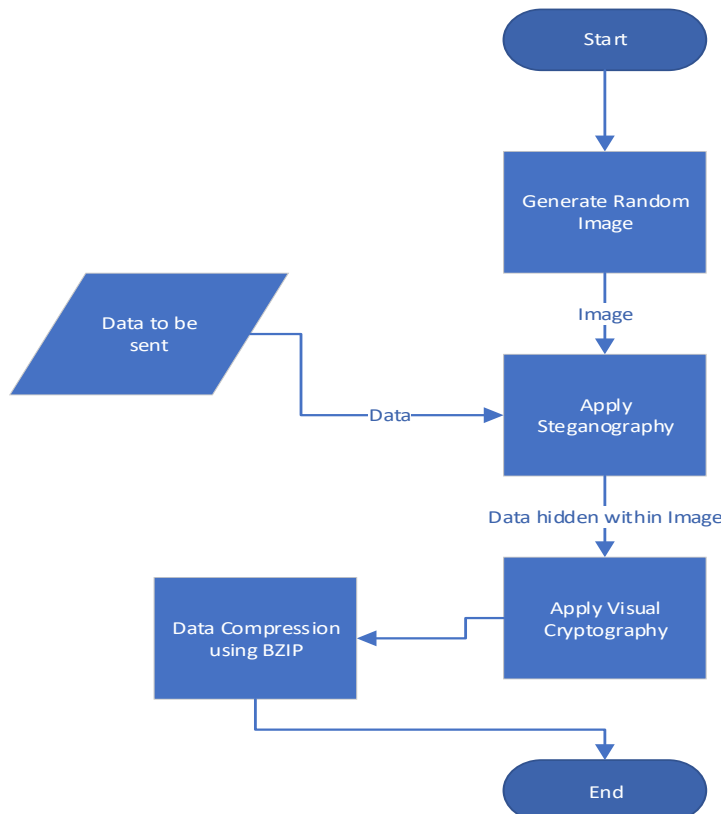 Start
Generate Random
Image
Image
Data to be
sent
Data
Apply
Steganography
Data hidden within Image
Apply Visual
Cryptography
Data Compression
using BZIP
End